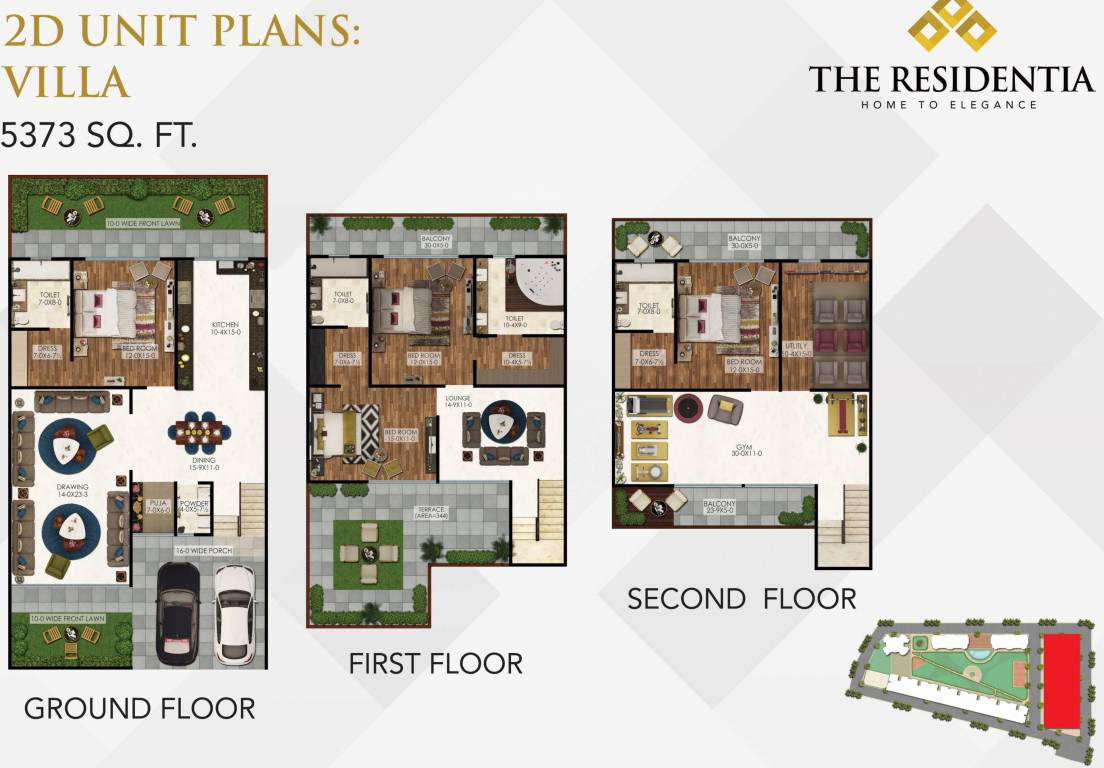 2D UNIT PLANS:
VILLA
5373 SQ. FT.
THE RESIDENTIA
HOME TO ELEGANCE
10-0 WIDE FRONT LAWN
TOILET
7-0X8-0
KITCHEN
10-4X15-0
DRESS
7-0X6-7½
BED ROOM
12-0X15-0
DINING
15-9X11-0
DRAWING
14-0X23-3
PUJA
7-0X6-0
POWDER
4-0X5-7½
16-0 WIDE PORCH
10-0 WIDE FRONT LAWN
GROUND FLOOR
BALCONY
30-0X5-0
TOILET
7-0X8-0
TOILET
10-4X9-0
DRESS
7-0X6-7½
BED ROOM
12-0X15-0
DRESS
10-4X5-7½
LOUNGE
14-9X11-0
BED ROOM
15-0X11-0
TERRACE
(AREA=344)
FIRST FLOOR
BALCONY
30-0X5-0
TOILET
7-0X8-0
DRESS
7-0X6-7½
BED ROOM
12-0X15-0
UTLITLY
10-4X15-0
GYM
30-0X11-0
BALCONY
23-9X5-0
SECOND FLOOR